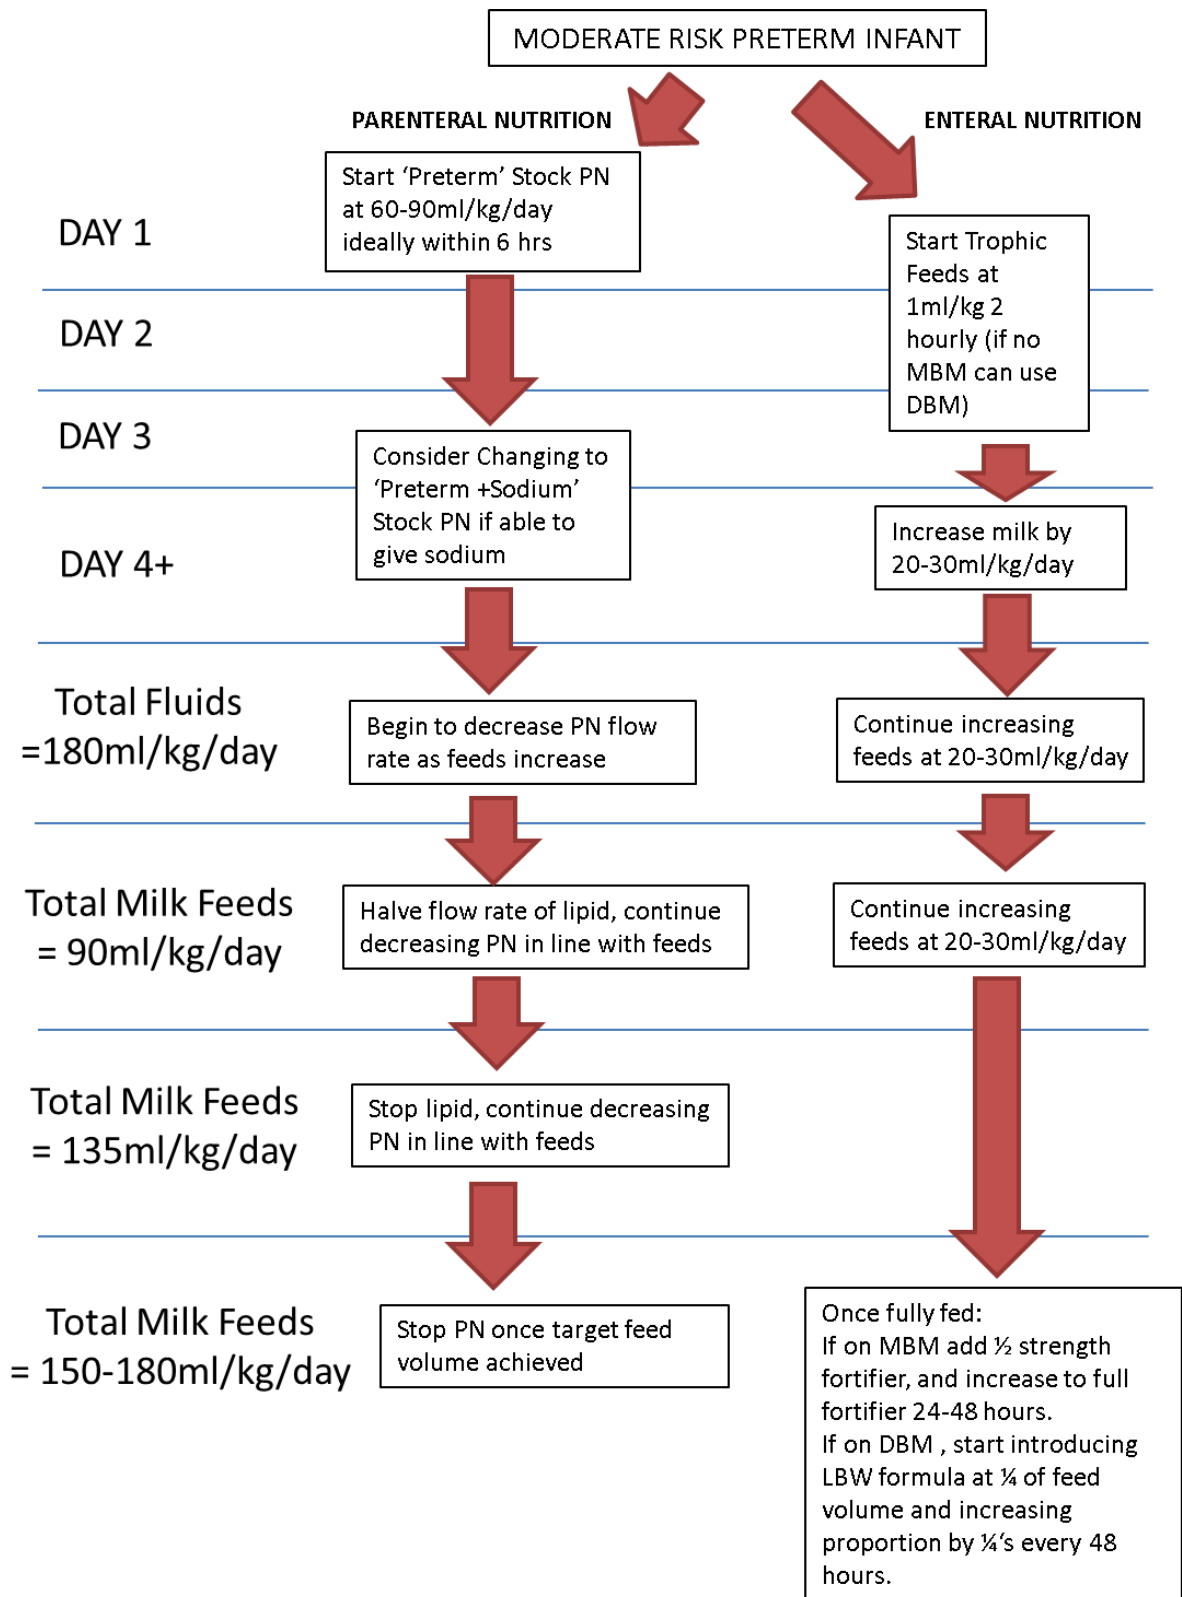 MODERATE RISK PRETERM INFANT
PARENTERAL NUTRITION
ENTERAL NUTRITION
DAY 1
Start ‘Preterm’ Stock PN
at 60-90ml/kg/day
ideally within 6 hrs
Start Trophic
Feeds at
1ml/kg 2
hourly (if no
MBM can use
DBM)
DAY 2
DAY 3
Consider Changing to
‘Preterm +Sodium’
Stock PN if able to
give sodium
DAY 4+
Increase milk by
20-30ml/kg/day
Total Fluids
=180ml/kg/day
Begin to decrease PN flow
rate as feeds increase
Continue increasing
feeds at 20-30ml/kg/day
Total Milk Feeds
= 90ml/kg/day
Halve flow rate of lipid, continue
decreasing PN in line with feeds
Continue increasing
feeds at 20-30ml/kg/day
Total Milk Feeds
= 135ml/kg/day
Stop lipid, continue decreasing
PN in line with feeds
Total Milk Feeds
= 150-180ml/kg/day
Stop PN once target feed
volume achieved
Once fully fed:
If on MBM add ½ strength
fortifier, and increase to full
fortifier 24-48 hours.
If on DBM , start introducing
LBW formula at ¼ of feed
volume and increasing
proportion by ¼‘s every 48
hours.